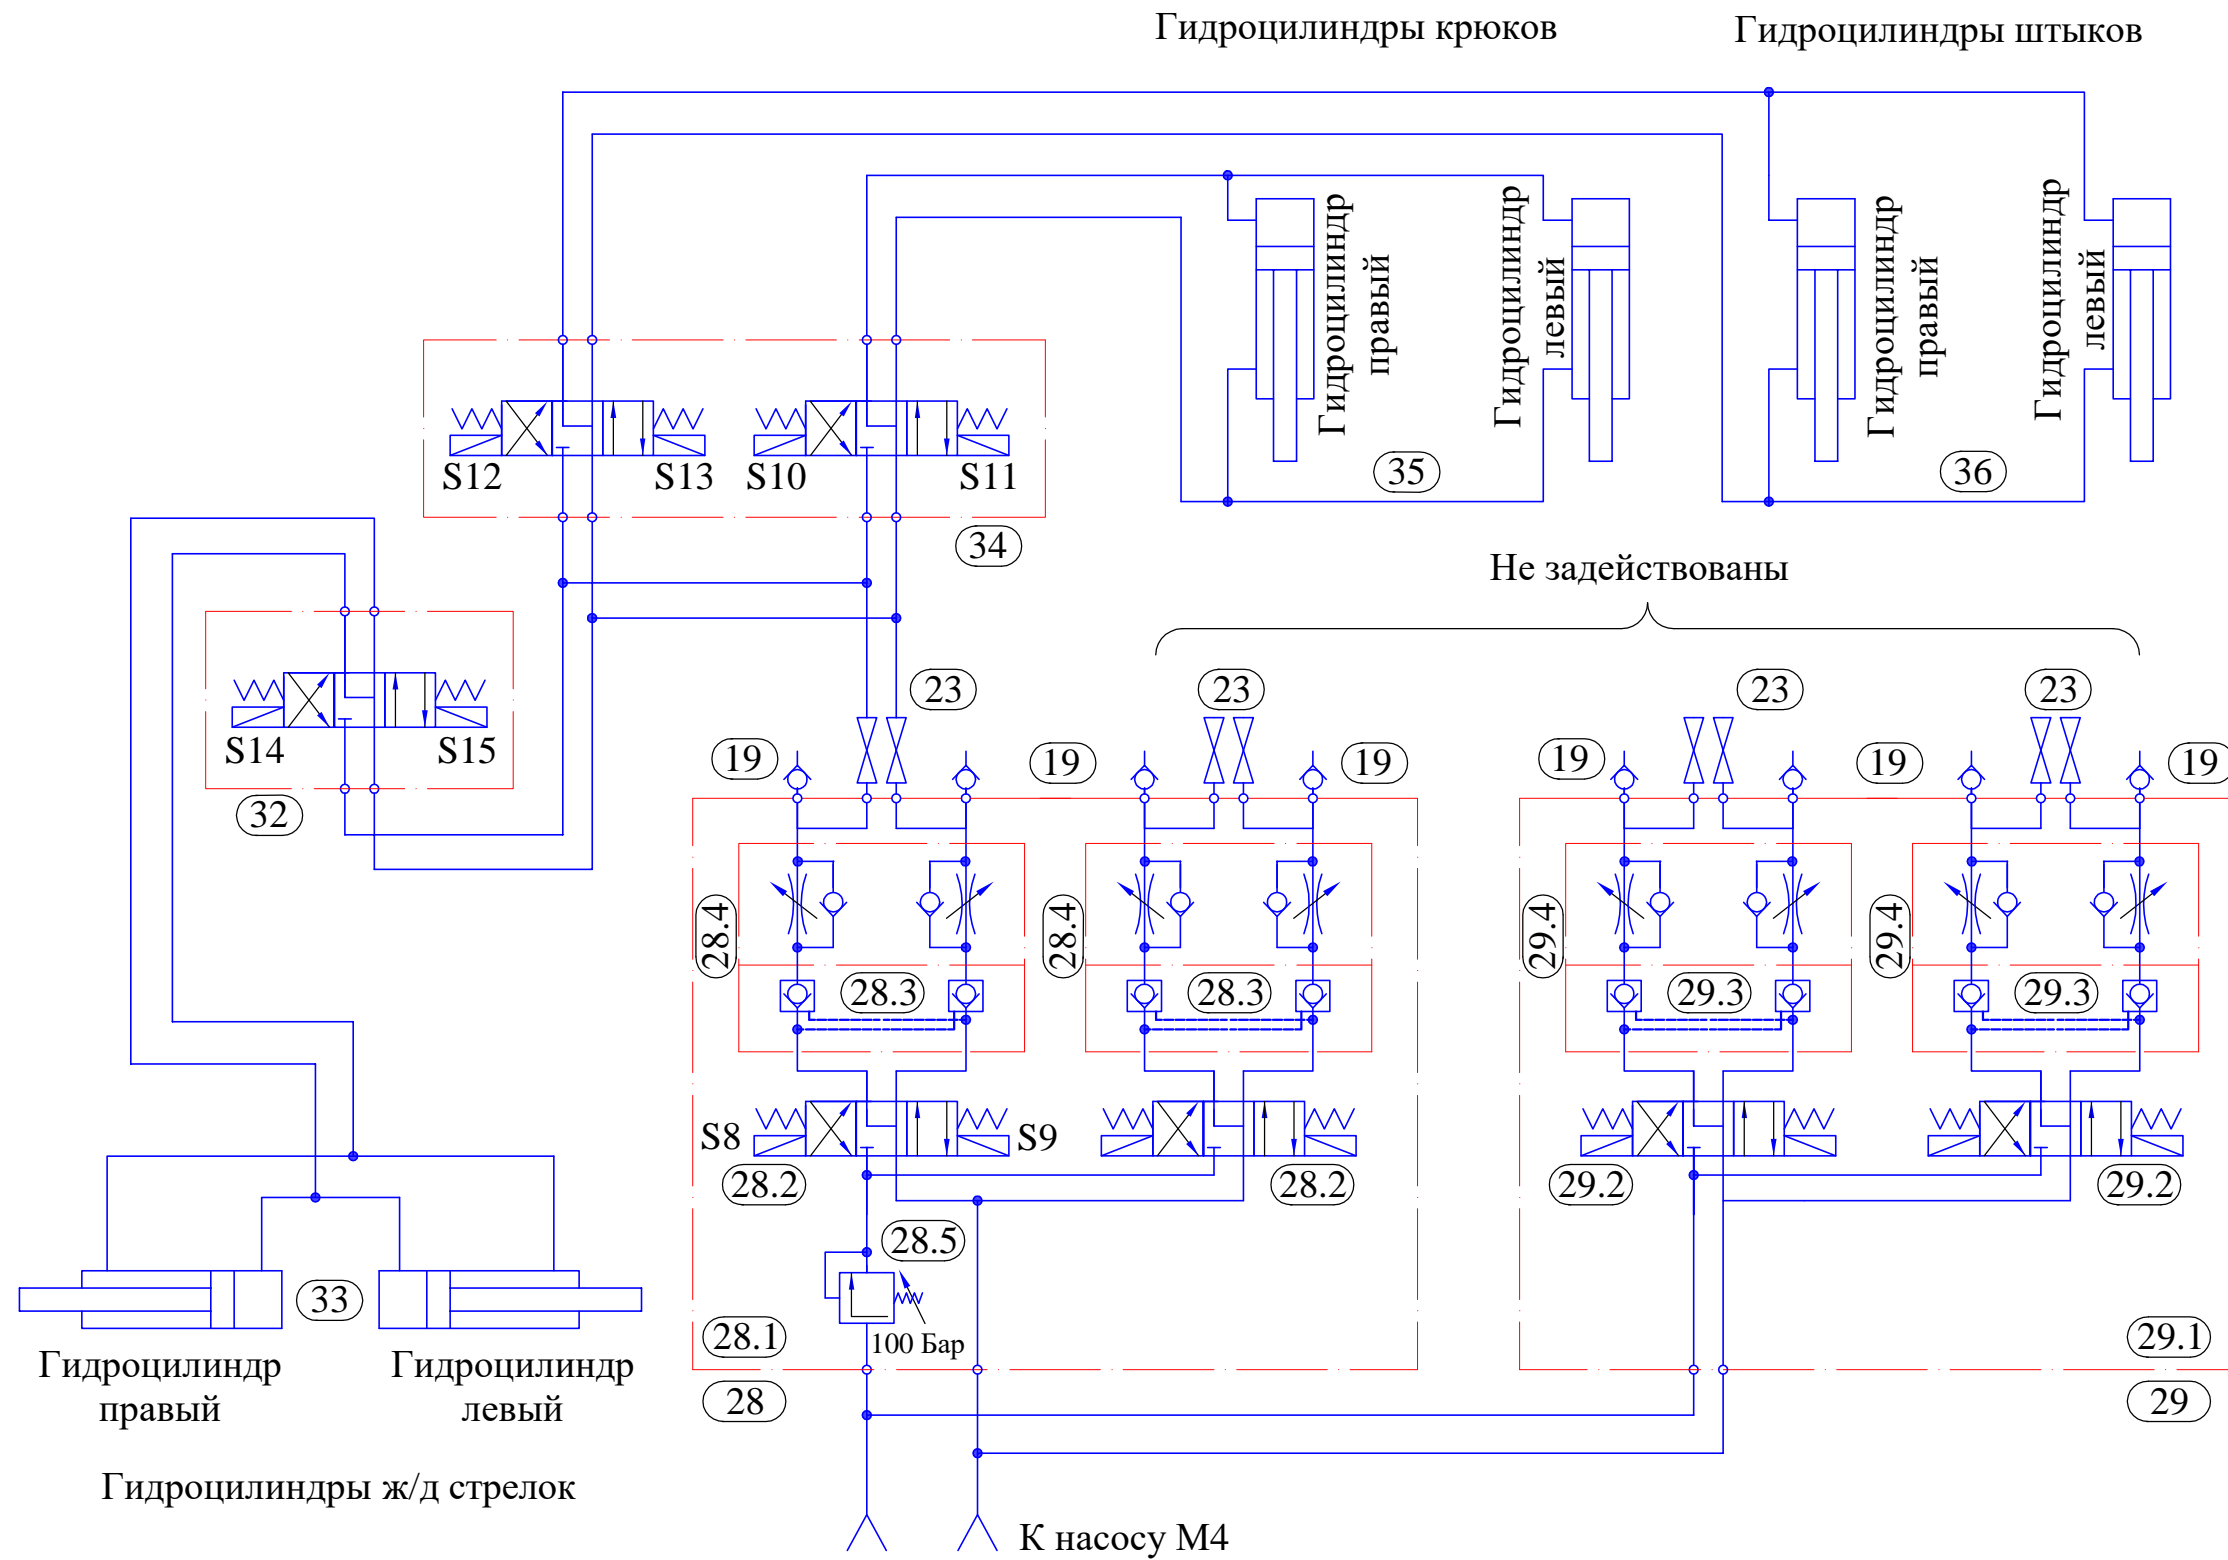 Гидроцилиндры крюков
Гидроцилиндры штыков
Гидроцилиндр
правый
Гидроцилиндр
левый
Гидроцилиндр
правый
Гидроцилиндр
левый
35
36
S12
S13
S10
S11
34
Не задействованы
S14
S15
32
23
23
23
23
19
19
19
19
19
19
28.4
28.4
29.4
29.4
28.3
28.3
29.3
29.3
S8
S9
28.2
28.2
29.2
29.2
28.5
100 Бар
28.1
28
29.1
29
33
Гидроцилиндр
правый
Гидроцилиндр
левый
Гидроцилиндры ж/д стрелок
К насосу М4